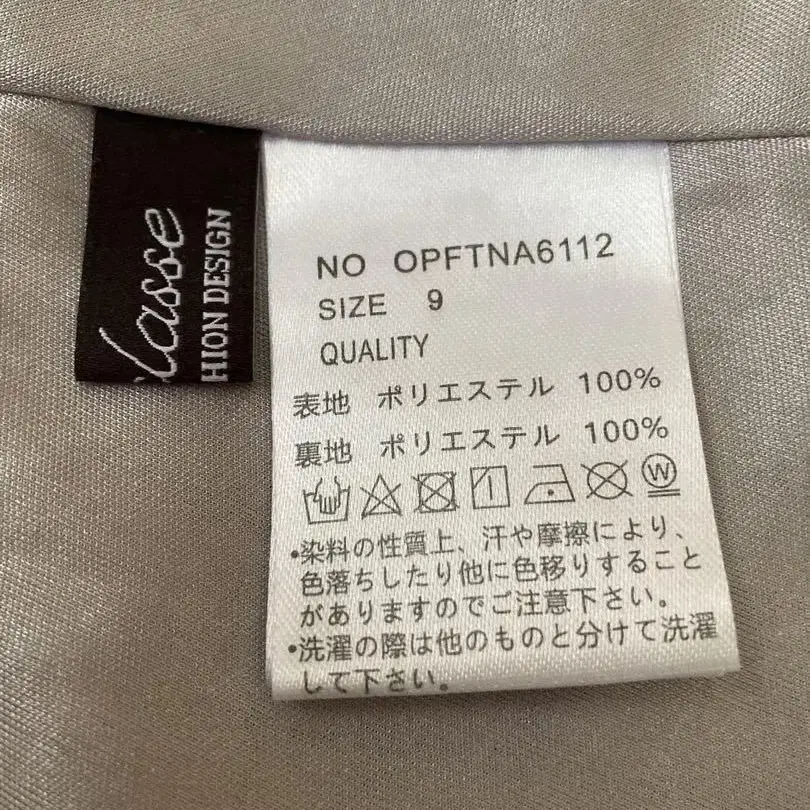 lasse
HION DESIGN
NO OPFTNA6112
SIZE 9
QUALITY
表地 ポリエステル 100%
裏地 ポリエステル 100%
W
•染料の性質上、汗や摩擦により、
色落ちしたり他に色移りすること
がありますのでご注意下さい。
•洗濯の際は他のものと分けて洗濯
して下さい。